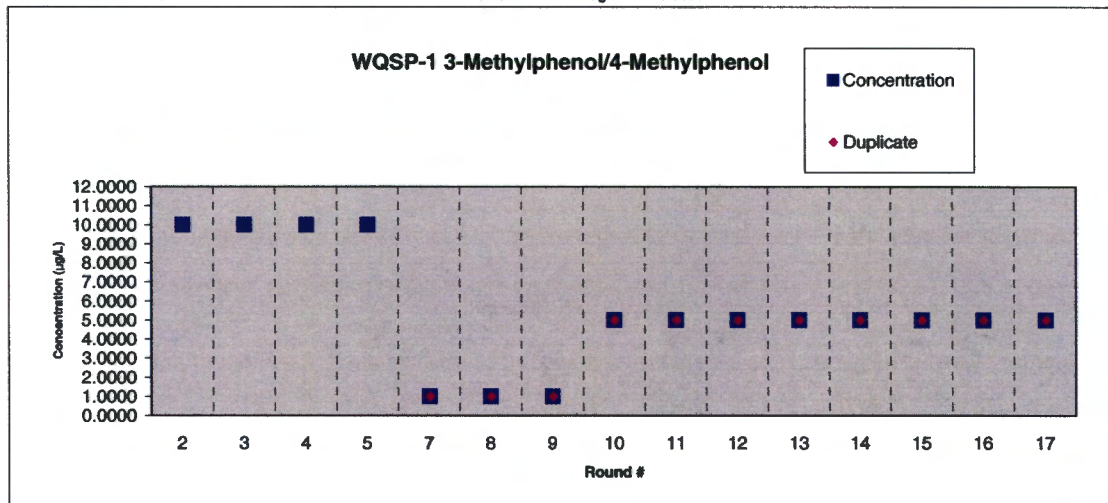 WQSP-1 3-Methylphenol/4-Methylphenol
Concentration
Duplicate
12.0000
11.0000
10.0000
9.0000
8.0000
7.0000
6.0000
5.0000
4.0000
3.0000
2.0000
1.0000
0.0000
Concentration (µg/L)
2 3 4 5 7 8 9 10 11 12 13 14 15 16 17
Round #